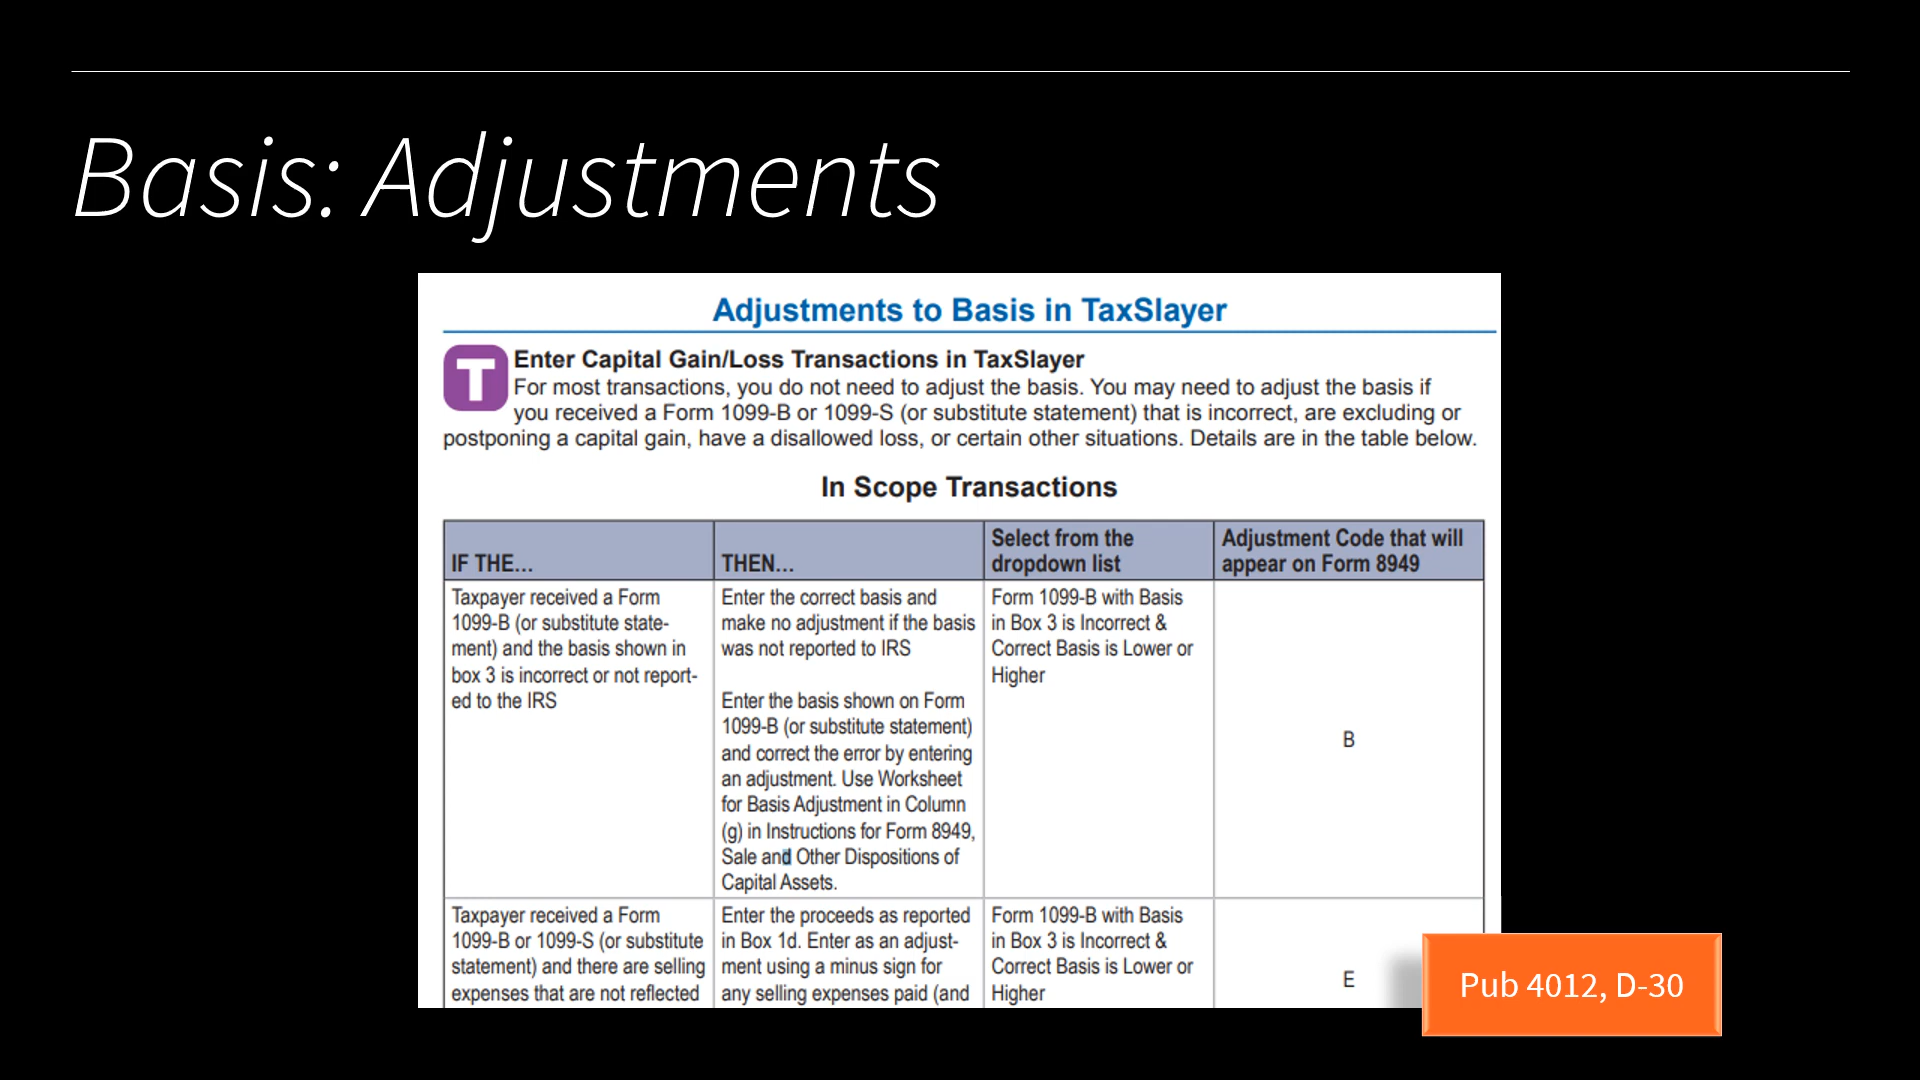 Basis: Adjustments
Adjustments to Basis in TaxSlayer
T
Enter Capital Gain/Loss Transactions in TaxSlayer
For most transactions, you do not need to adjust the basis. You may need to adjust the basis if
you received a Form 1099-B or 1099-S (or substitute statement) that is incorrect, are excluding or
postponing a capital gain, have a disallowed loss, or certain other situations. Details are in the table below.
In Scope Transactions
IF THE…
THEN…
Select from the
dropdown list
Adjustment Code that will
appear on Form 8949
Taxpayer received a Form
1099-B (or substitute state-
ment) and the basis shown in
box 3 is incorrect or not report-
ed to the IRS
Enter the correct basis and
make no adjustment if the basis
was not reported to IRS
Enter the basis shown on Form
1099-B (or substitute statement)
and correct the error by entering
an adjustment. Use Worksheet
for Basis Adjustment in Column
(g) in Instructions for Form 8949,
Sale and Other Dispositions of
Capital Assets.
Form 1099-B with Basis
in Box 3 is Incorrect &
Correct Basis is Lower or
Higher
B
Taxpayer received a Form
1099-B or 1099-S (or substitute
statement) and there are selling
expenses that are not reflected
Enter the proceeds as reported
in Box 1d. Enter as an adjust-
ment using a minus sign for
any selling expenses paid (and
Form 1099-B with Basis
in Box 3 is Incorrect &
Correct Basis is Lower or
Higher
E
Pub 4012, D-30